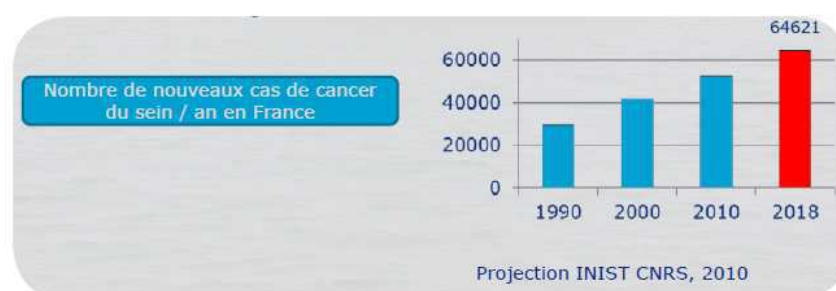 Nombre de nouveaux cas de cancer
du sein / an en France
64621
60000
40000
20000
0
1990 2000 2010 2018
Projection INIST CNRS, 2010